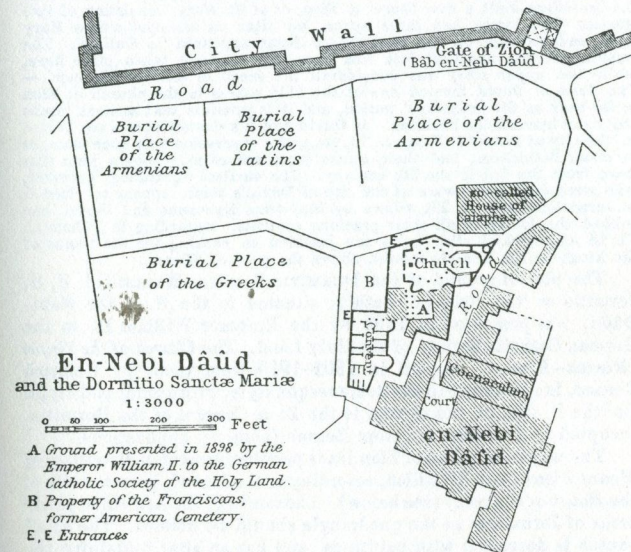 City-Wall
Gate of Zion
(Bâb en-Nebi Dâûd)
Road
Burial
Place
of the
Armenians
Burial
Place
of the
Latins
Burial
Place of the
Armenians
so-called
House of
Caiaphas
E
Church
Road
Burial Place
of the Greeks
B
A
E
Convent
Coenaculum
Court
en-Nebi
Dâûd
En-Nebi Dâûd
and the Dormitio Sanctæ Mariæ
1:3000
0 50 100 200 300 Feet
A Ground presented in 1898 by the
Emperor William II. to the German
Catholic Society of the Holy Land.
B Property of the Franciscans,
former American Cemetery.
E, E Entrances